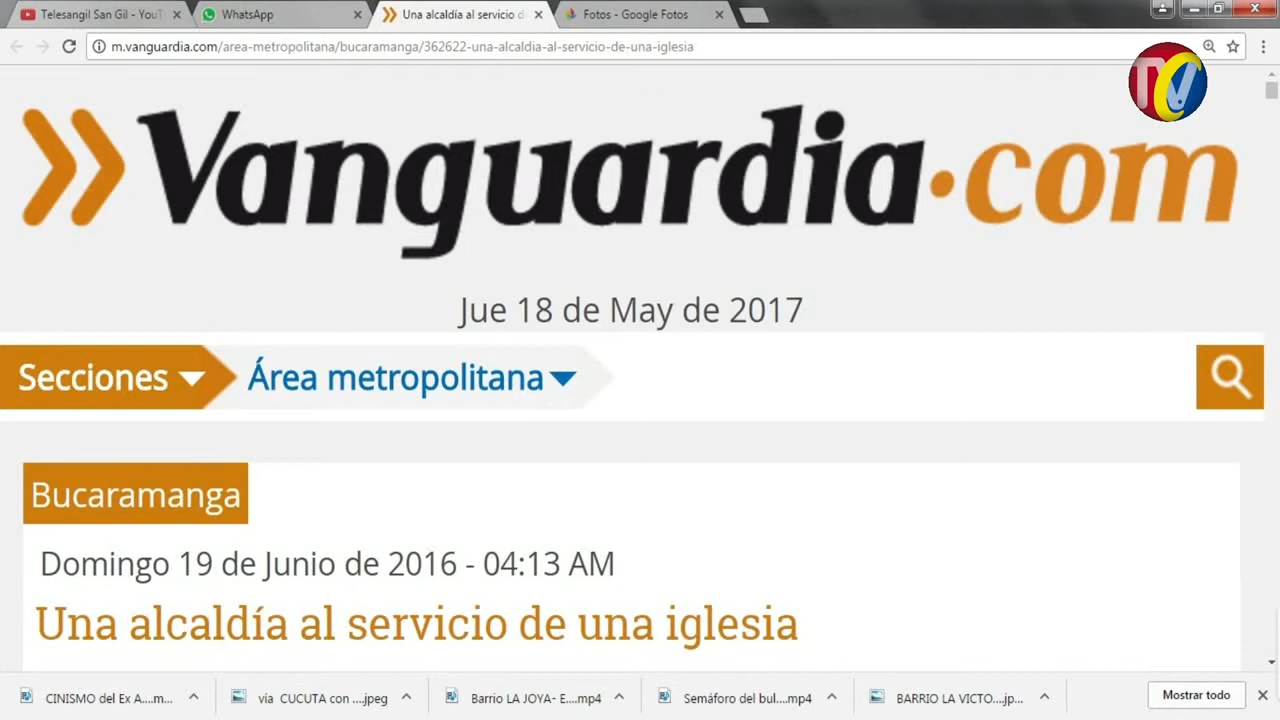 Telesangil San Gil - YouT
WhatsApp
Una alcaldía al servicio d
Fotos - Google Fotos
m.vanguardia.com/area-metropolitana/bucaramanga/362622-una-alcaldia-al-servicio-de-una-iglesia
TVC
Vanguardia.com
Jue 18 de May de 2017
Secciones
Área metropolitana
Bucaramanga
Domingo 19 de Junio de 2016 - 04:13 AM
Una alcaldía al servicio de una iglesia
CINISMO del Ex A....m...
via CUCUTA con ....jpeg
Barrio LA JOYA- E....mp4
Semáforo del bul....mp4
BARRIO LA VICTO....jp...
Mostrar todo